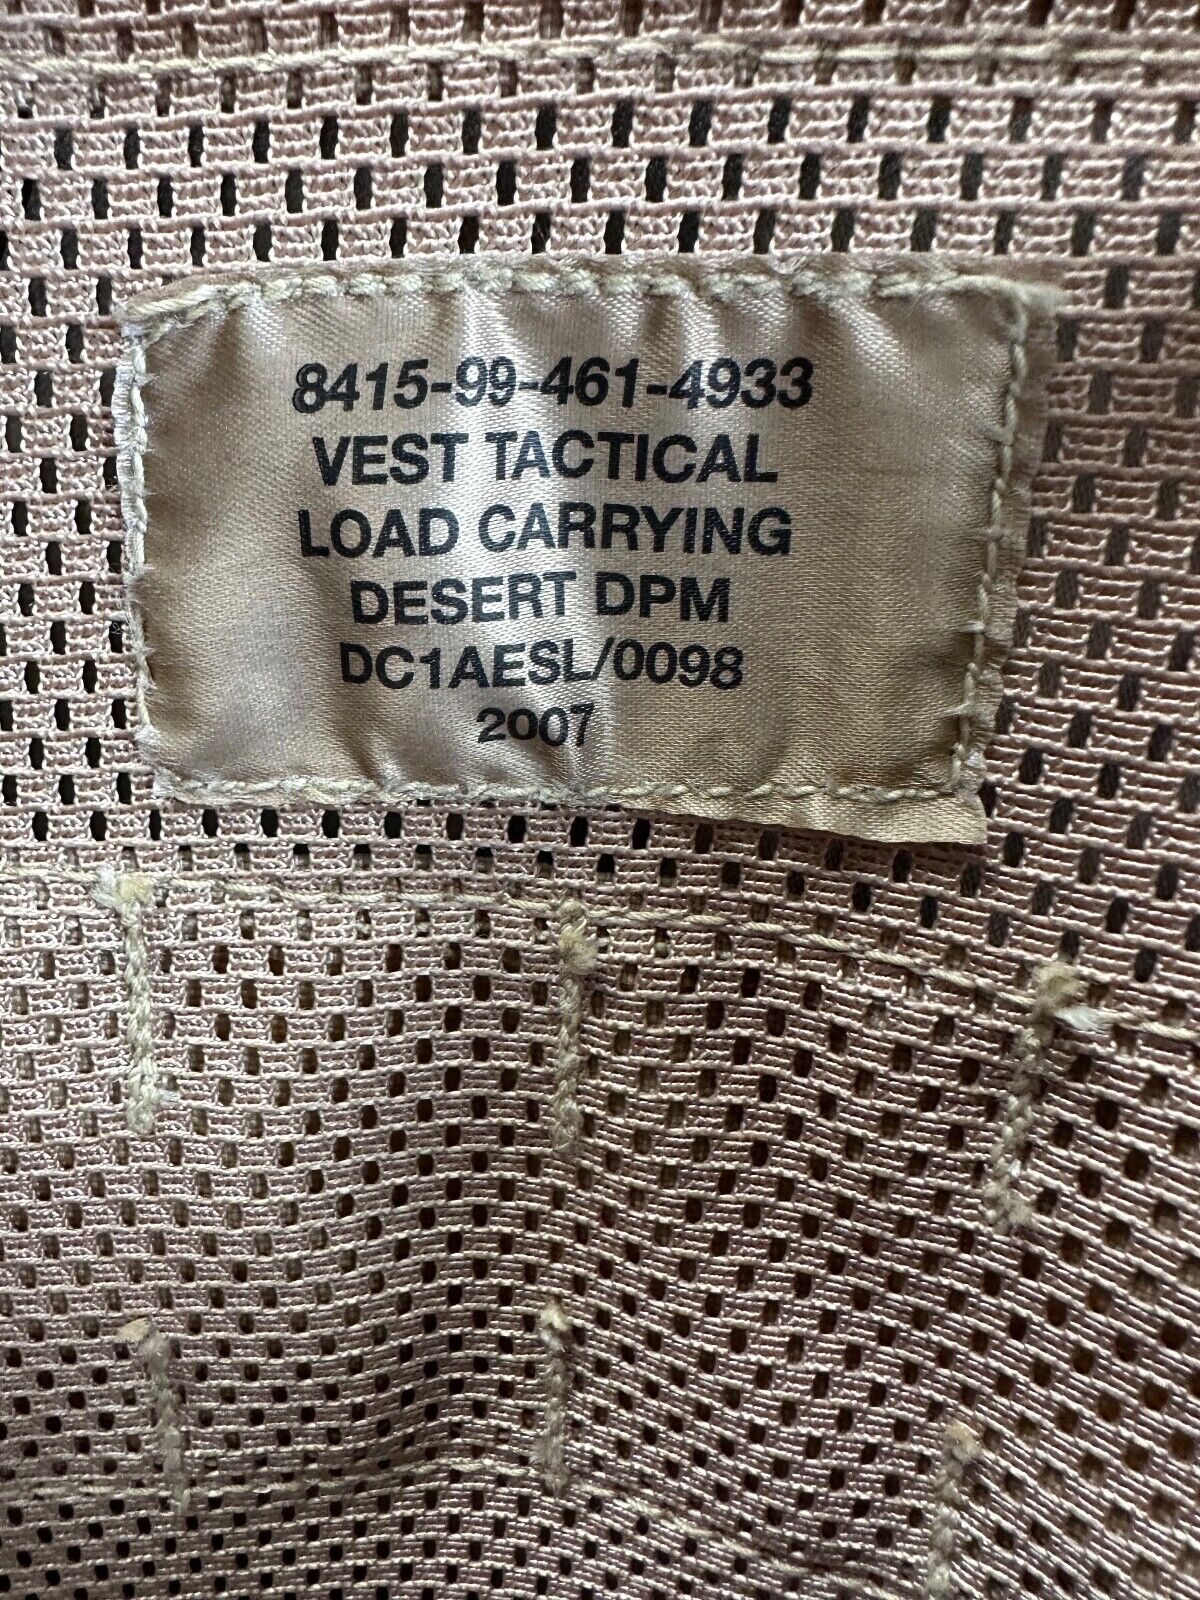 8415-99-461-4933
VEST TACTICAL
LOAD CARRYING
DESERT DPM
DC1AESL/0098
2007